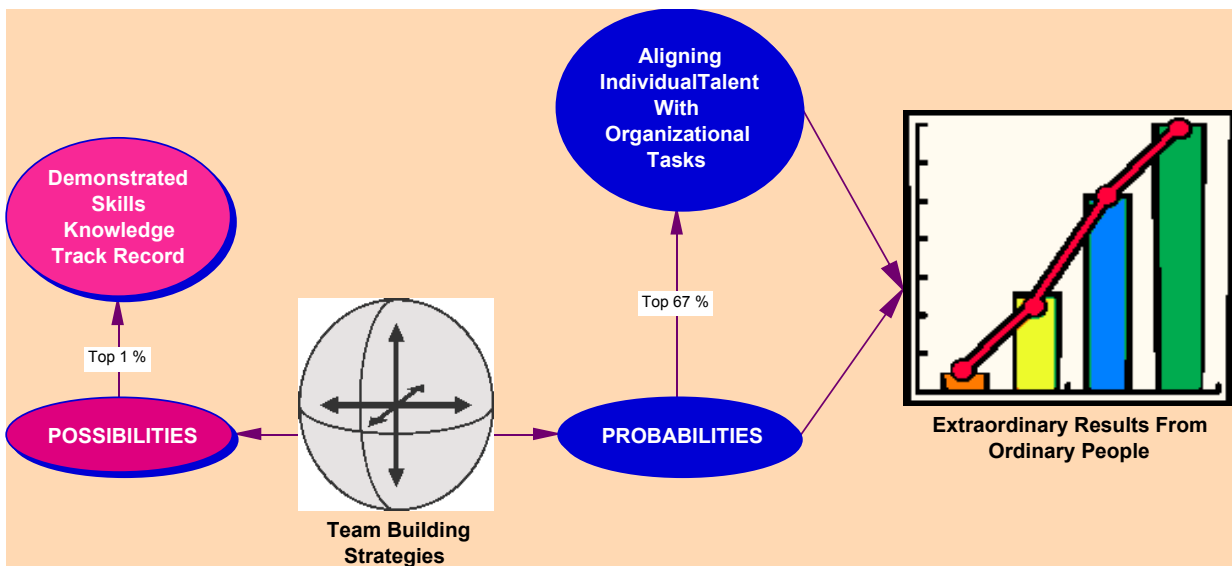 Aligning
IndividualTalent
With
Organizational
Tasks
Demonstrated
Skills
Knowledge
Track Record
Top 67 %
Top 1 %
POSSIBILITIES
PROBABILITIES
Extraordinary Results From
Ordinary People
Team Building
Strategies